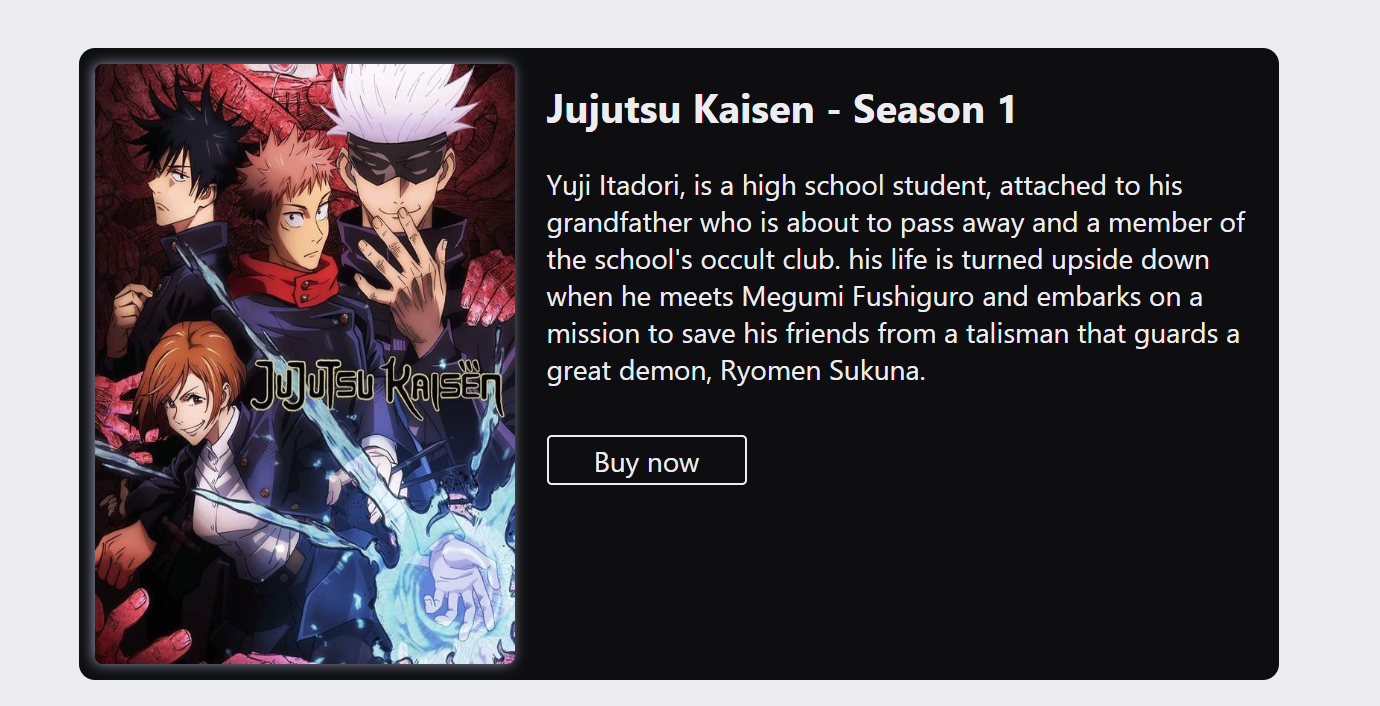 Jujutsu Kaisen - Season 1
Yuji Itadori, is a high school student, attached to his
grandfather who is about to pass away and a member of
the school's occult club. his life is turned upside down
when he meets Megumi Fushiguro and embarks on a
mission to save his friends from a talisman that guards a
great demon, Ryomen Sukuna.
JUJUTSU KAISEN
Buy now